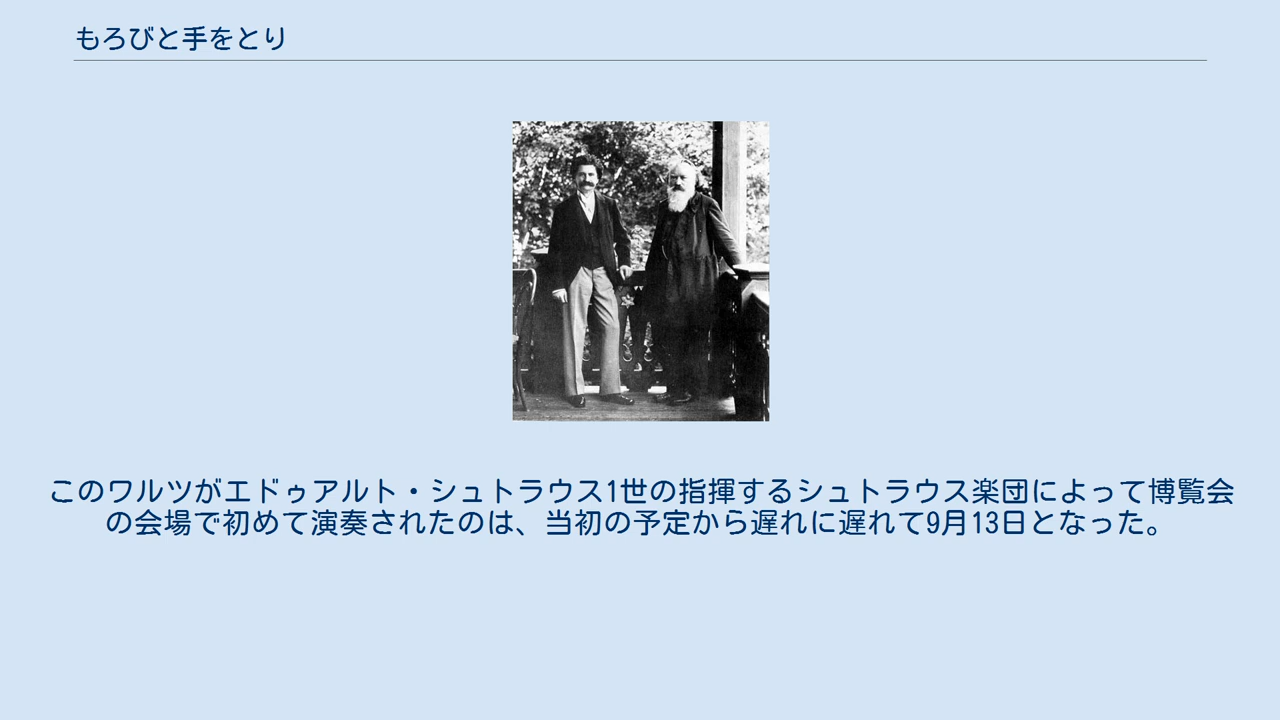 もろびと手をとり
このワルツがエドゥアルト・シュトラウス1世の指揮するシュトラウス楽団によって博覧会
の会場で初めて演奏されたのは、当初の予定から遅れに遅れて9月13日となった。